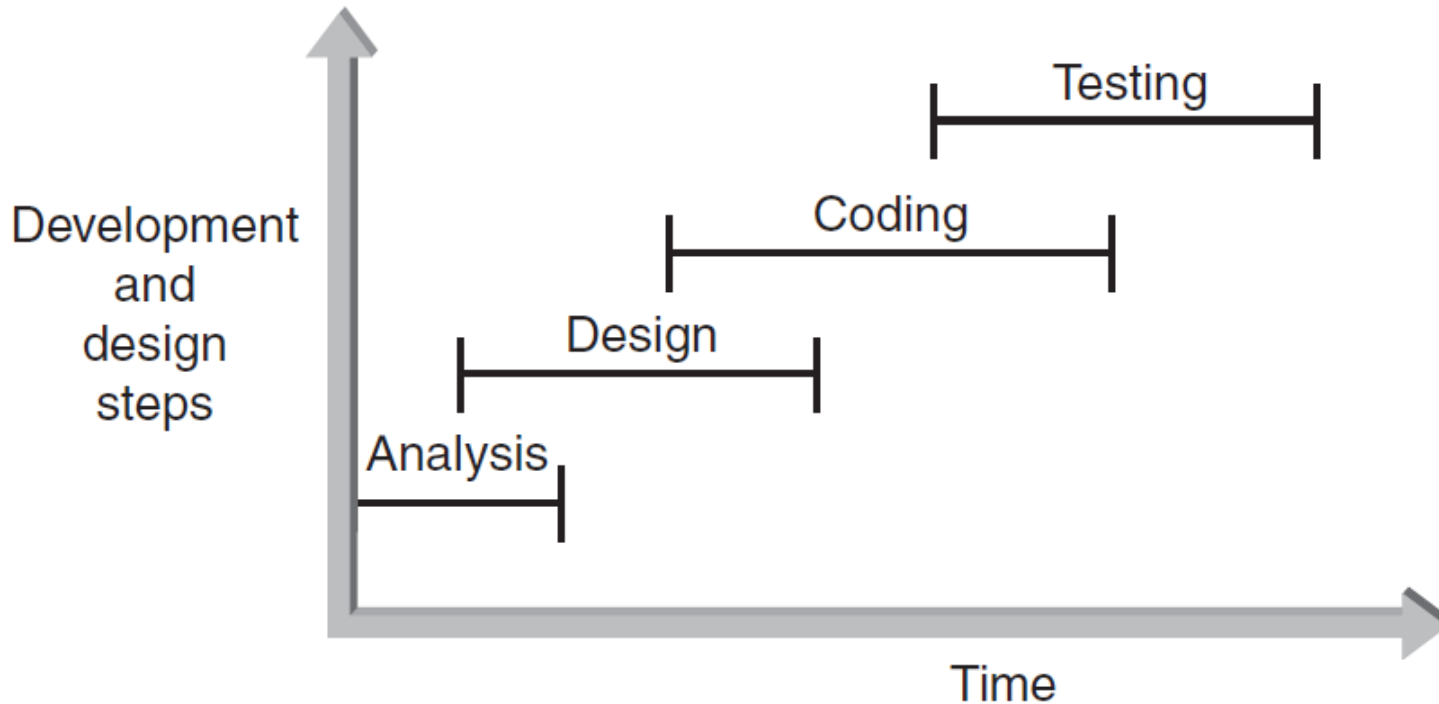 Testing
Coding
Development
and
design
steps
Design
Analysis
Time